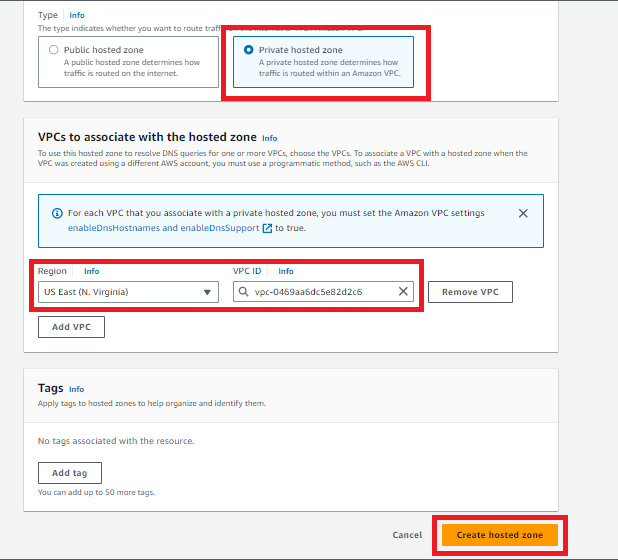 Type Info
The type indicates whether you want to route traffic on the internet or in an Amazon VPC.
Public hosted zone
A public hosted zone determines how
traffic is routed on the internet.
Private hosted zone
A private hosted zone determines how
traffic is routed within an Amazon VPC.
VPCs to associate with the hosted zone Info
To use this hosted zone to resolve DNS queries for one or more VPCs, choose the VPCs. To associate a VPC with a hosted zone when the
VPC was created using a different AWS account, you must use a programmatic method, such as the AWS CLI.
For each VPC that you associate with a private hosted zone, you must set the Amazon VPC settings
enableDnsHostnames and enableDnsSupport to true.
Region Info
VPC ID Info
US East (N. Virginia)
vpc-0469aa6dc5e82d2c6
Remove VPC
Add VPC
Tags Info
Apply tags to hosted zones to help organize and identify them.
No tags associated with the resource.
Add tag
You can add up to 50 more tags.
Cancel
Create hosted zone